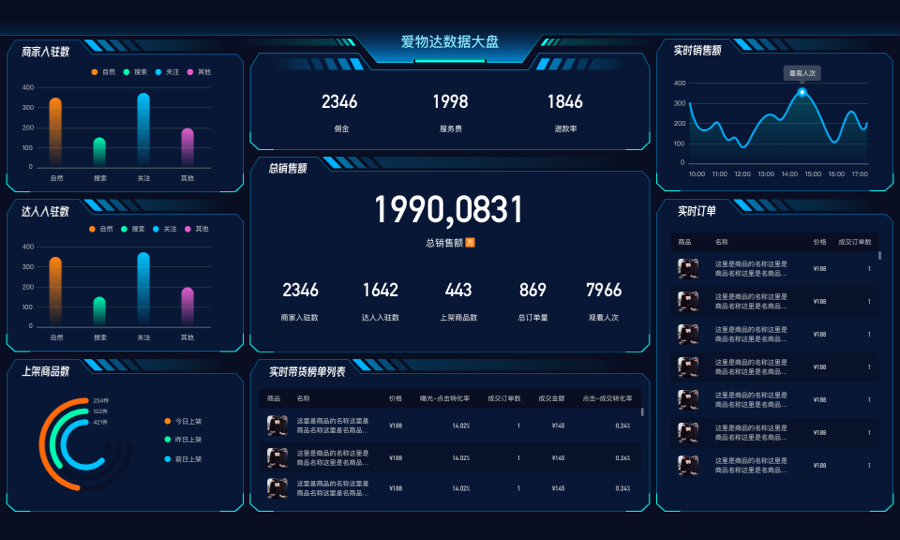 爱物达数据大盘
商家入驻数
自然 搜索 关注 其他
400
300
200
100
0
自然 搜索 关注 其他
达人入驻数
自然 搜索 关注 其他
400
300
200
100
0
自然 搜索 关注 其他
上架商品数
234件
123件
421件
今日上架
昨日上架
前日上架
2346 1998 1846
佣金 服务费 退款率
总销售额
1990,0831
总销售额 万
2346 1642 443 869 7966
商家入驻数 达人入驻数 上架商品数 总订单量 观看人次
实时带货榜单列表
商品 名称 价格 曝光-点击转化率 成交订单数 成交金额 点击-成交转化率
这里是商品的名称这里是
商品名称这里是名商品... ¥188 14.02% 1 ¥145 0.24%
这里是商品的名称这里是
商品名称这里是名商品... ¥188 14.02% 1 ¥145 0.24%
这里是商品的名称这里是
商品名称这里是名商品... ¥188 14.02% 1 ¥145 0.24%
实时销售额
最高人次
400
300
200
100
0
10:00 11:00 12:00 13:00 14:00 15:00 16:00 17:00
实时订单
商品 名称 价格 成交订单数
这里是商品的名称这里是
商品名称这里是名商品... ¥188 1
这里是商品的名称这里是
商品名称这里是名商品... ¥188 1
这里是商品的名称这里是
商品名称这里是名商品... ¥188 1
这里是商品的名称这里是
商品名称这里是名商品... ¥188 1
这里是商品的名称这里是
商品名称这里是名商品... ¥188 1
这里是商品的名称这里是
商品名称这里是名商品... ¥188 1
这里是商品的名称这里是
商品名称这里是名商品... ¥188 1